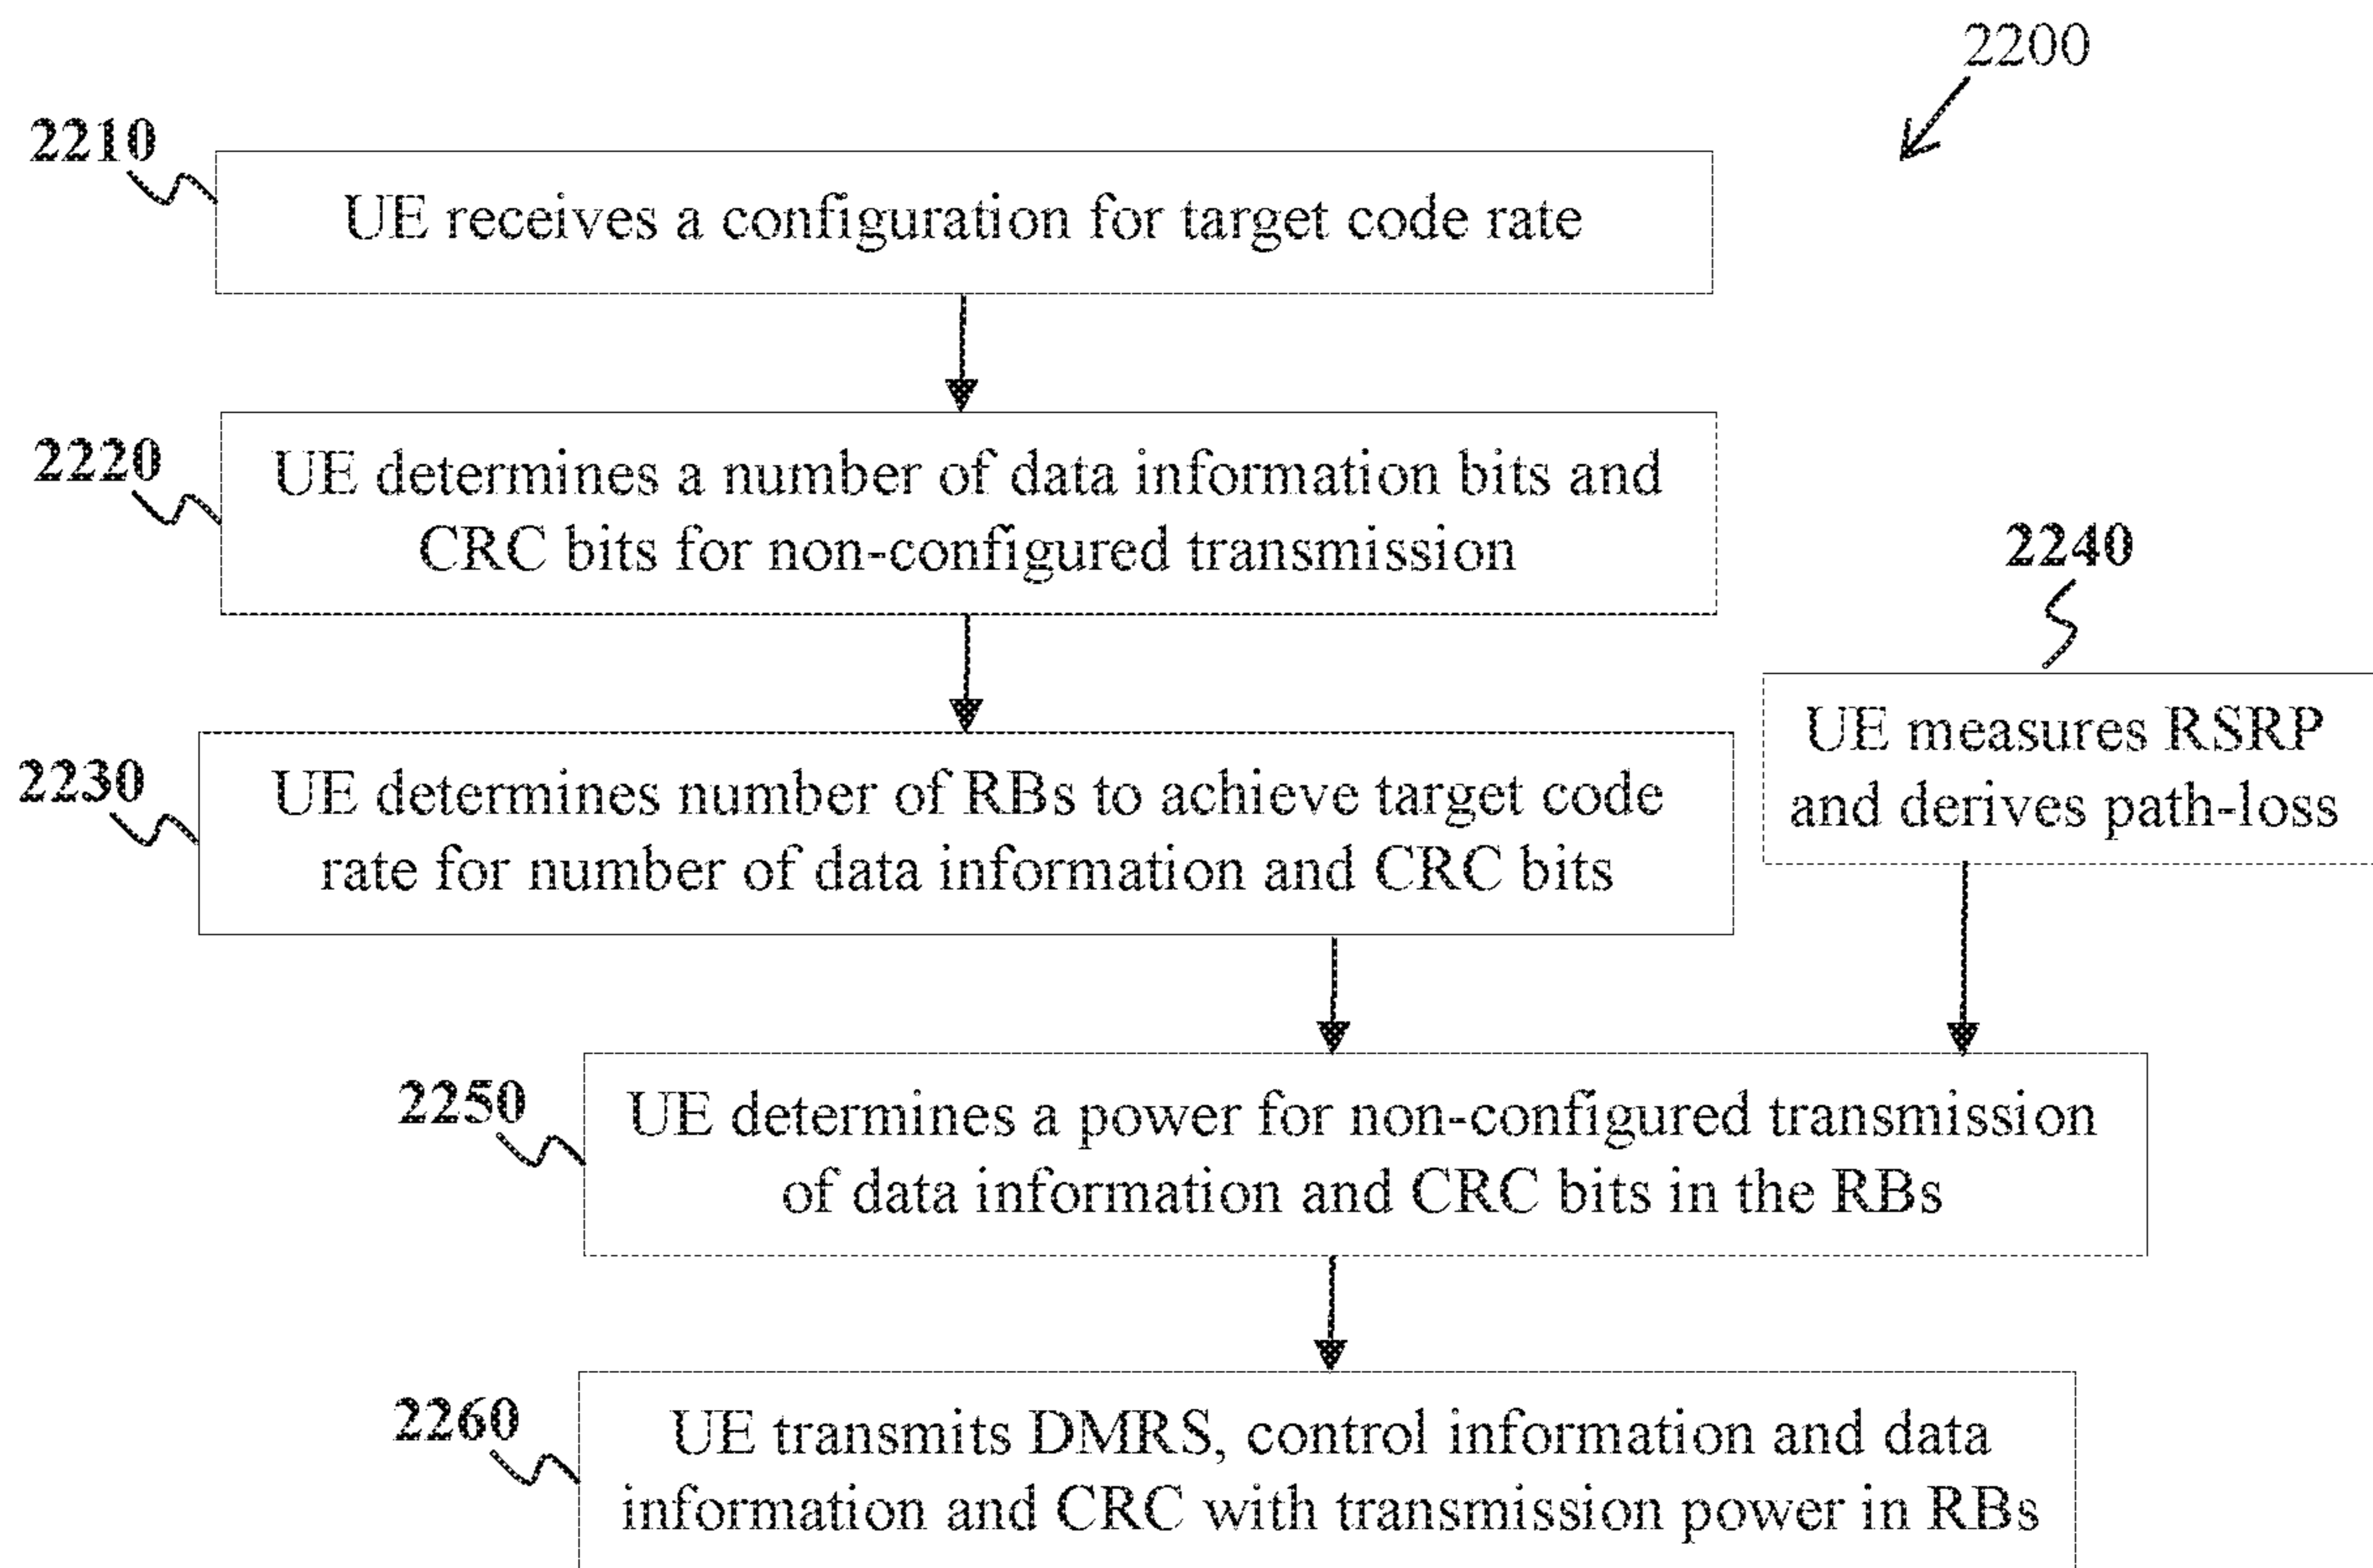 2200
2210
UE receives a configuration for target code rate
2220
UE determines a number of data information bits and
CRC bits for non-configured transmission
2230
UE determines number of RBs to achieve target code
rate for number of data information and CRC bits
2240
UE measures RSRP
and derives path-loss
2250
UE determines a power for non-configured transmission
of data information and CRC bits in the RBs
2260
UE transmits DMRS, control information and data
information and CRC with transmission power in RBs